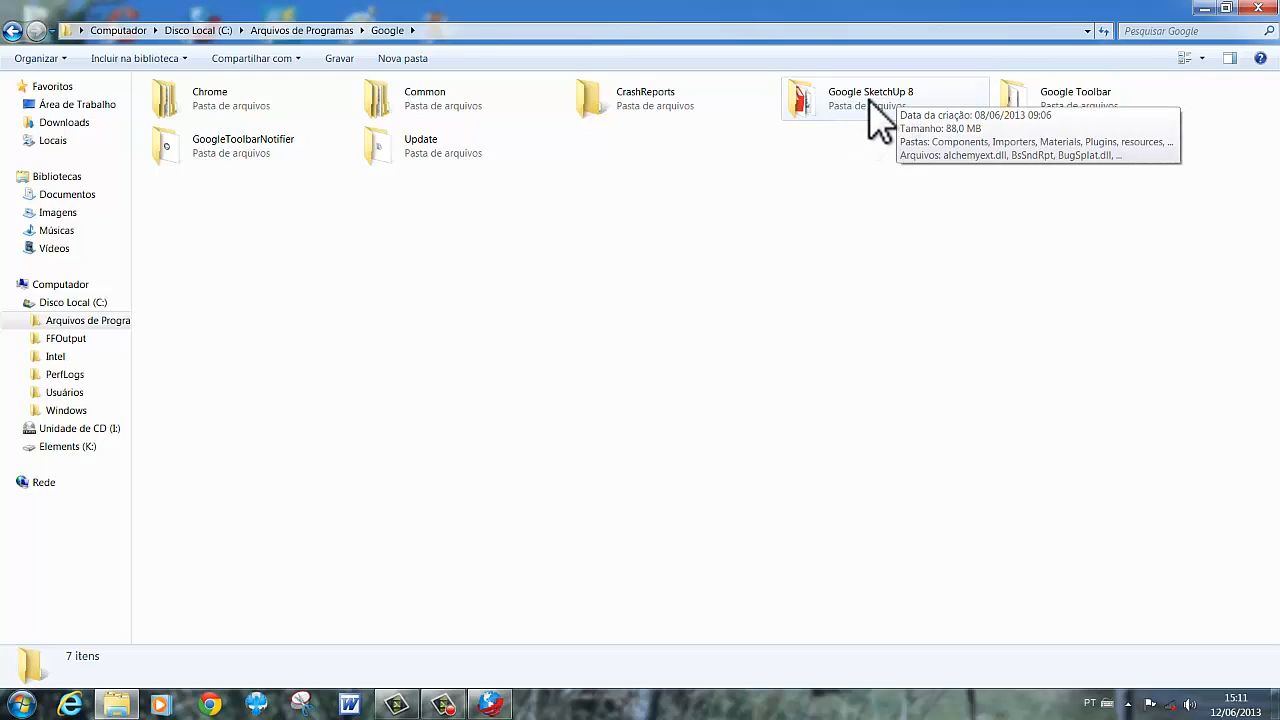 Computador Disco Local (C:) Arquivos de Programas Google
Pesquisar Google
Organizar Incluir na biblioteca Compartilhar com Gravar Nova pasta
Favoritos
Área de Trabalho
Downloads
Locais
Bibliotecas
Documentos
Imagens
Músicas
Vídeos
Computador
Disco Local (C:)
Arquivos de Progra
FFOutput
Intel
PerfLogs
Usuários
Windows
Unidade de CD (I:)
Elements (K:)
Rede
Chrome
Pasta de arquivos
Common
Pasta de arquivos
CrashReports
Pasta de arquivos
Google SketchUp 8
Pasta de arquivos
Google Toolbar
Pasta de arquivos
GoogleToolbarNotifier
Pasta de arquivos
Update
Pasta de arquivos
Data da criação: 08/06/2013 09:06
Tamanho: 88,0 MB
Pastas: Components, Importers, Materials, Plugins, resources, ...
Arquivos: alchemyext.dll, BsSndRpt, BugSplat.dll, ...
7 itens
PT
15:11
12/06/2013